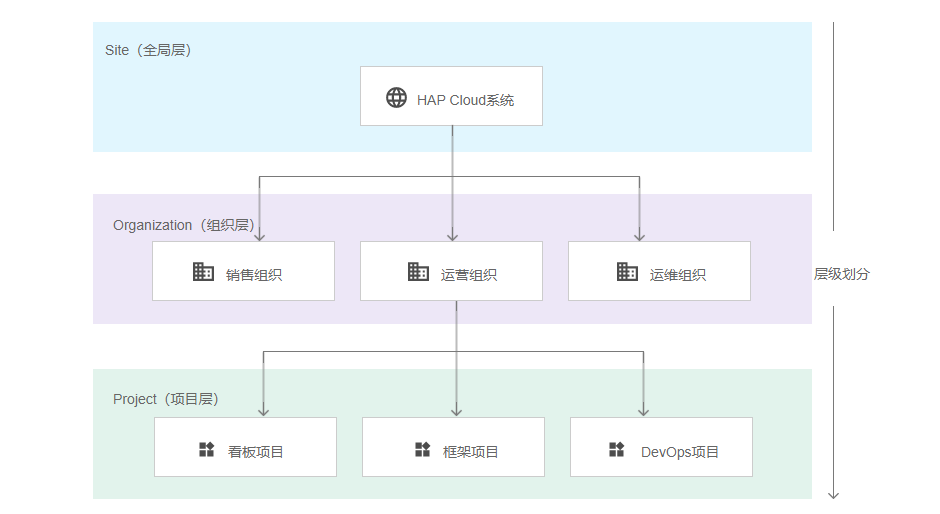 Site（全局层）
HAP Cloud系统
Organization（组织层）
销售组织
运营组织
运维组织
层级划分
Project（项目层）
看板项目
框架项目
DevOps项目